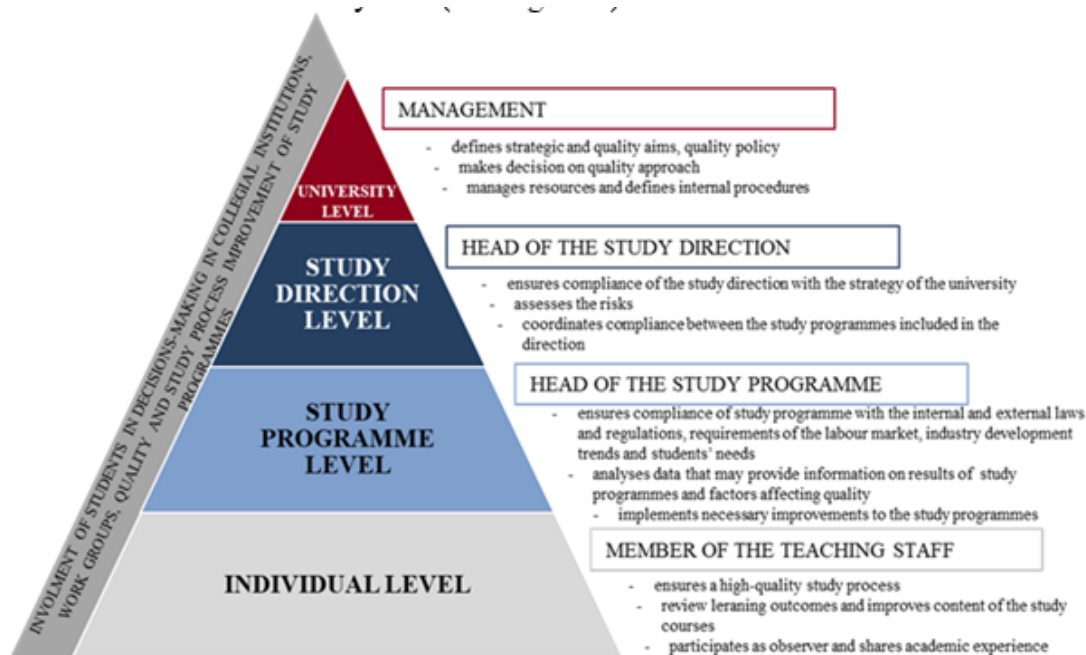 INVOLMENT OF STUDENTS IN DECISIONS-MAKING IN COLLEGIAL INSTITUTIONS,
WORK GROUPS, QUALITY AND STUDY PROCESS IMPROVEMENT OF STUDY
PROGRAMMES
UNIVERSITY
LEVEL
MANAGEMENT
- defines strategic and quality aims, quality policy
- makes decision on quality approach
- manages resources and defines internal procedures
STUDY
DIRECTION
LEVEL
HEAD OF THE STUDY DIRECTION
- ensures compliance of the study direction with the strategy of the university
- assesses the risks
- coordinates compliance between the study programmes included in the
direction
STUDY
PROGRAMME
LEVEL
HEAD OF THE STUDY PROGRAMME
- ensures compliance of study programme with the internal and external laws
and regulations, requirements of the labour market, industry development
trends and students' needs
- analyses data that may provide information on results of study
programmes and factors affecting quality
- implements necessary improvements to the study programmes
INDIVIDUAL LEVEL
MEMBER OF THE TEACHING STAFF
- ensures a high-quality study process
- review leraning outcomes and improves content of the study
courses
- participates as observer and shares academic experience